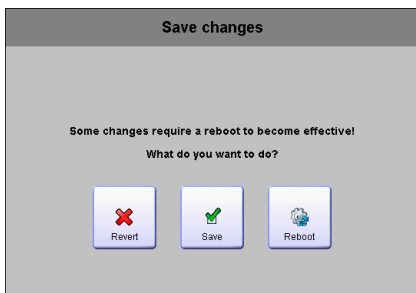 Save changes
Some changes require a reboot to become effective!
What do you want to do?
Revert
Save
Reboot